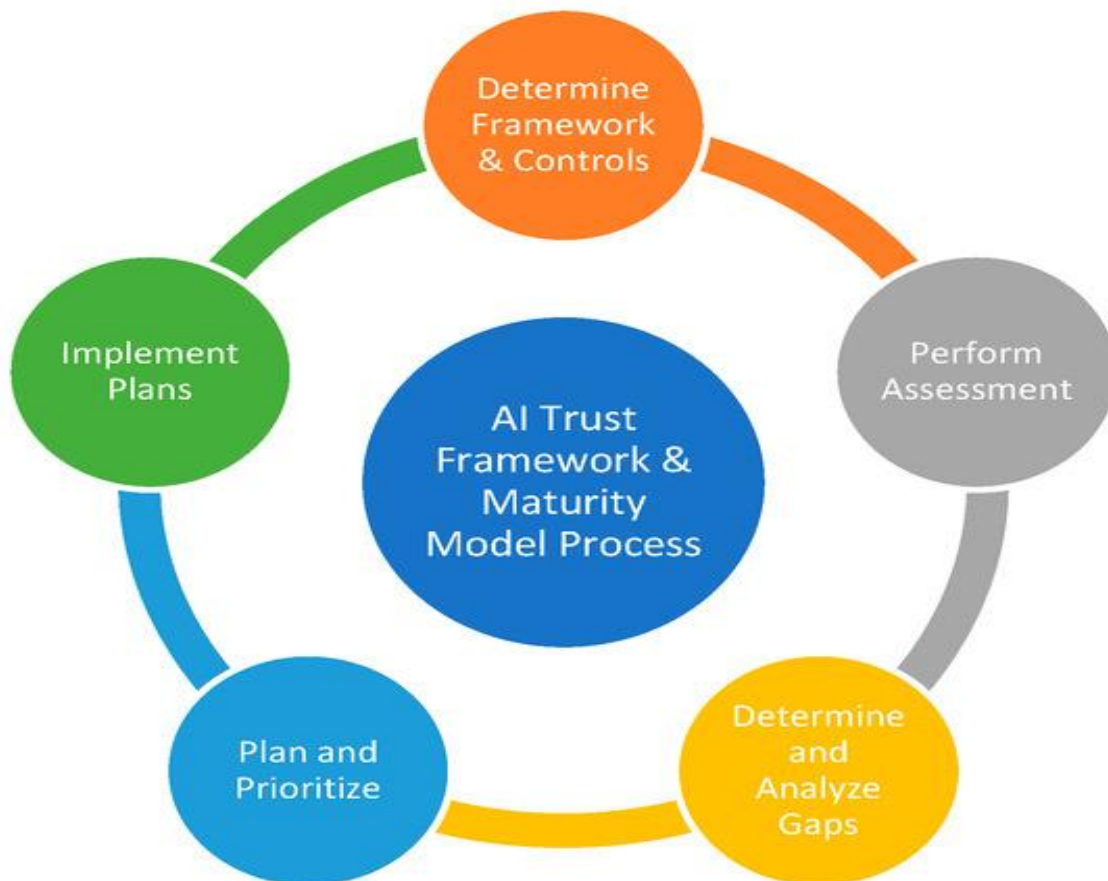 Determine
Framework
& Controls
Perform
Assessment
Determine
and
Analyze
Gaps
Plan and
Prioritize
Implement
Plans
AI Trust
Framework &
Maturity
Model Process